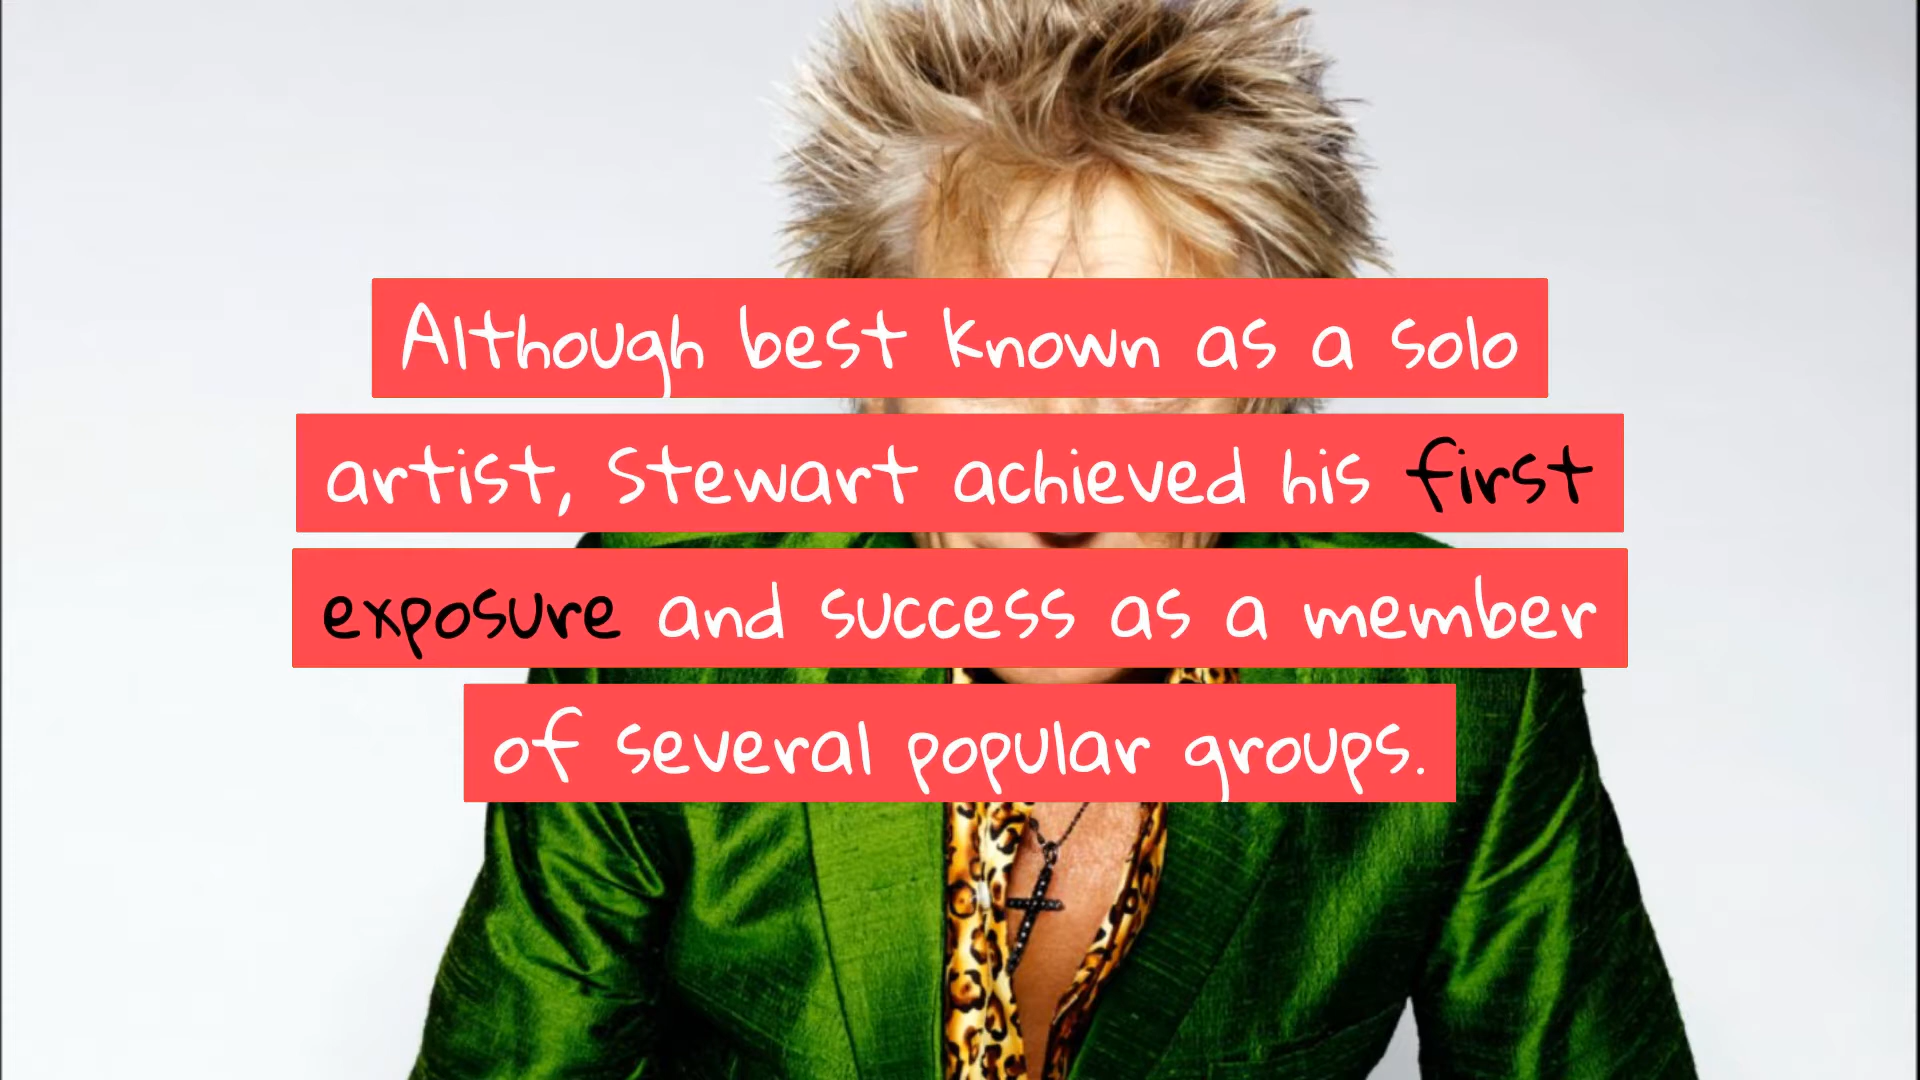 Although best known as a solo
artist, Stewart achieved his first
exposure and success as a member
of several popular groups.